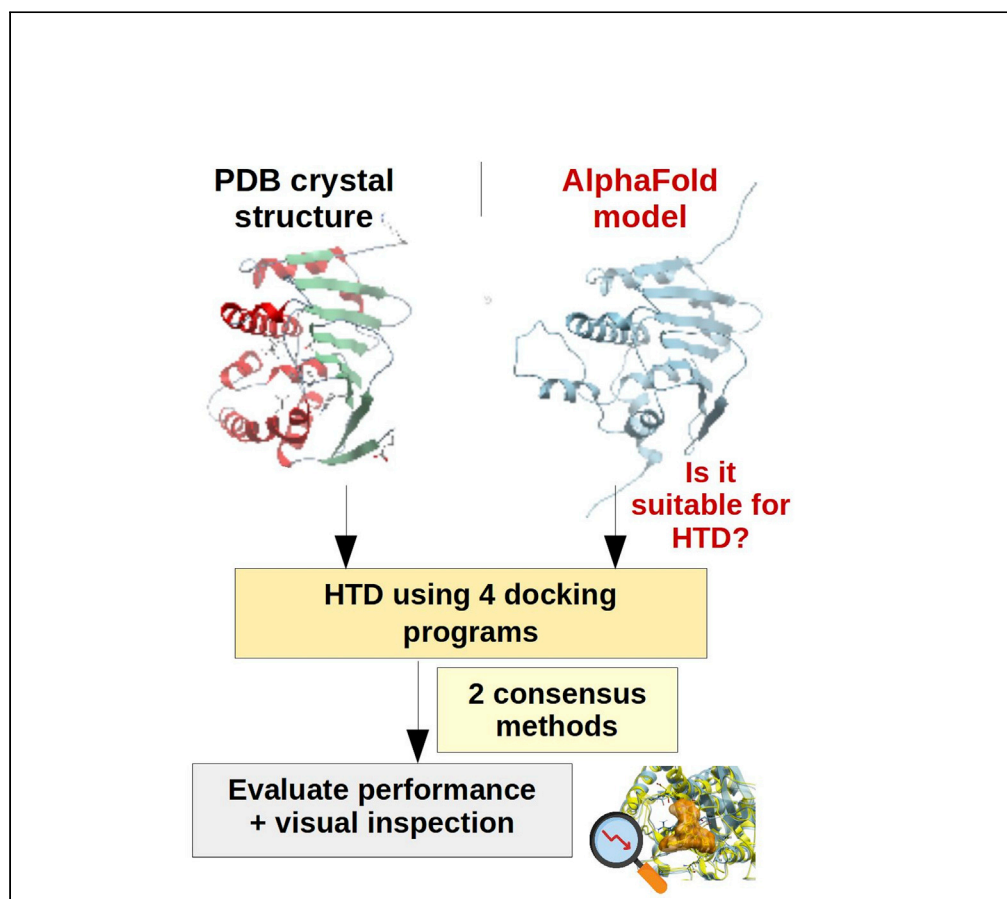 PDB crystal
structure
AlphaFold
model
Is it
suitable for
HTD?
HTD using 4 docking
programs
2 consensus
methods
Evaluate performance
+ visual inspection